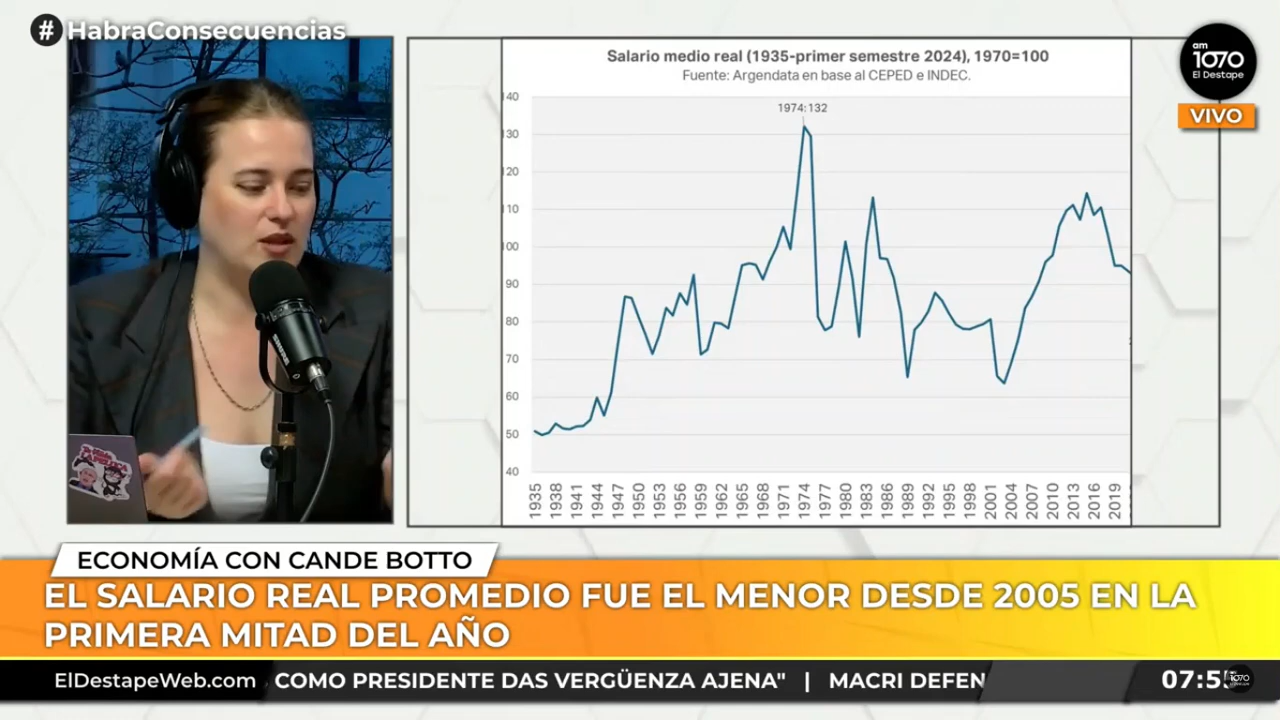 # HabraConsecuencias
am
1070
El Destape
VIVO
Salario medio real (1935-primer semestre 2024), 1970=100
Fuente: Argendata en base al CEPED e INDEC.
1974:132
140
130
120
110
100
90
80
70
60
50
40
1935 1938 1941 1944 1947 1950 1953 1956 1959 1962 1965 1968 1971 1974 1977 1980 1983 1986 1989 1992 1995 1998 2001 2004 2007 2010 2013 2016 2019
ECONOMÍA CON CANDE BOTTO
EL SALARIO REAL PROMEDIO FUE EL MENOR DESDE 2005 EN LA
PRIMERA MITAD DEL AÑO
ElDestapeWeb.com COMO PRESIDENTE DAS VERGÜENZA AJENA" | MACRI DEFEN
1070